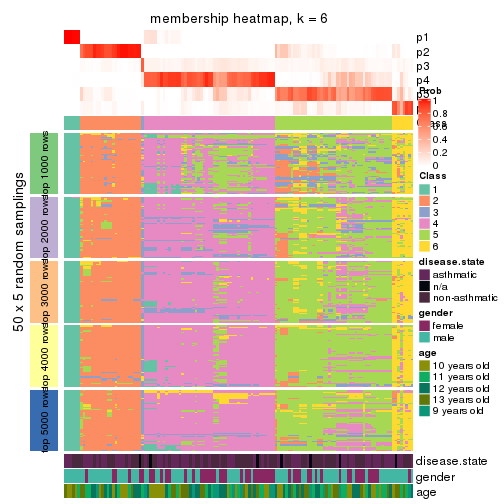 membership heatmap, k = 6
p1
p2
p3
p4
p5
Prob
1
0.8
0.6
0.4
0.2
0
Class
1
2
3
4
5
6
disease.state
asthmatic
n/a
non-asthmatic
gender
female
male
age
10 years old
11 years old
12 years old
13 years old
9 years old
50 x 5 random samplings
top 1000 rows
top 2000 rows
top 3000 rows
top 4000 rows
top 5000 rows
disease.state
gender
age